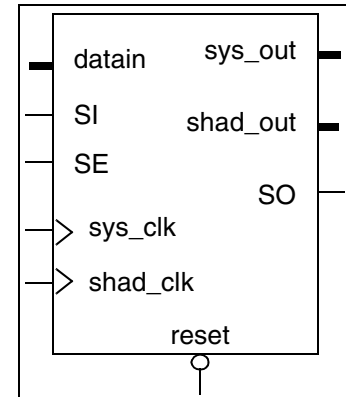 datain
sys_out
SI
shad_out
SE
SO
sys_clk
shad_clk
reset